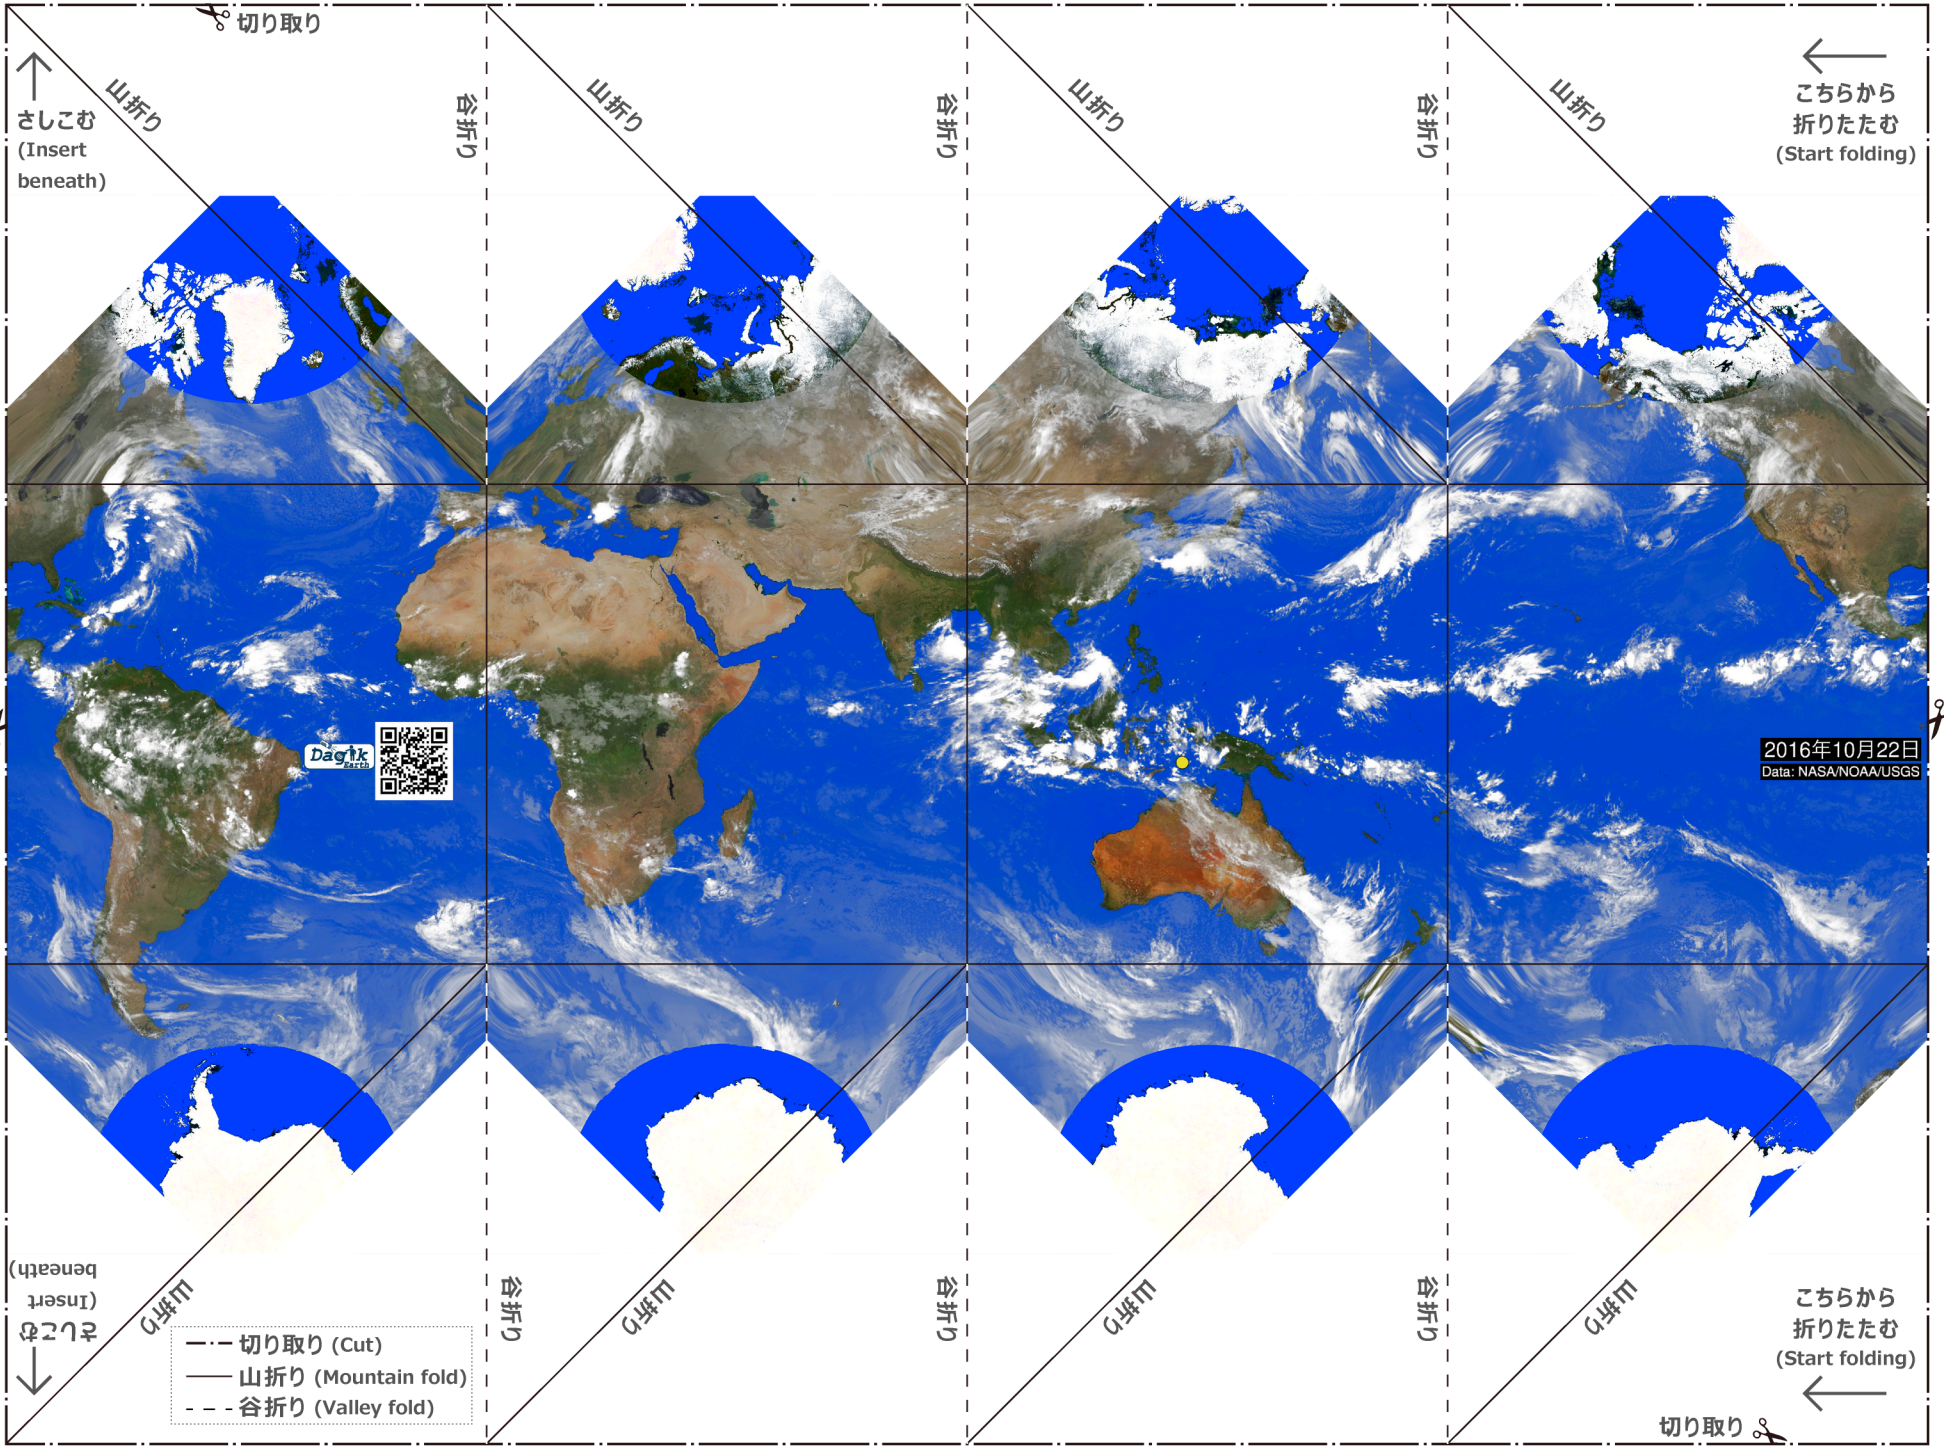 切り取り
山折り
谷折り
山折り
谷折り
山折り
谷折り
山折り
さしこむ
(Insert
beneath)
こちらから
折りたたむ
(Start folding)
Dagik
Earth
2016年10月22日
Data: NASA/NOAA/USGS
さしこむ
(Insert
beneath)
山折り
谷折り
山折り
谷折り
山折り
谷折り
山折り
こちらから
折りたたむ
(Start folding)
切り取り (Cut)
山折り (Mountain fold)
谷折り (Valley fold)
切り取り